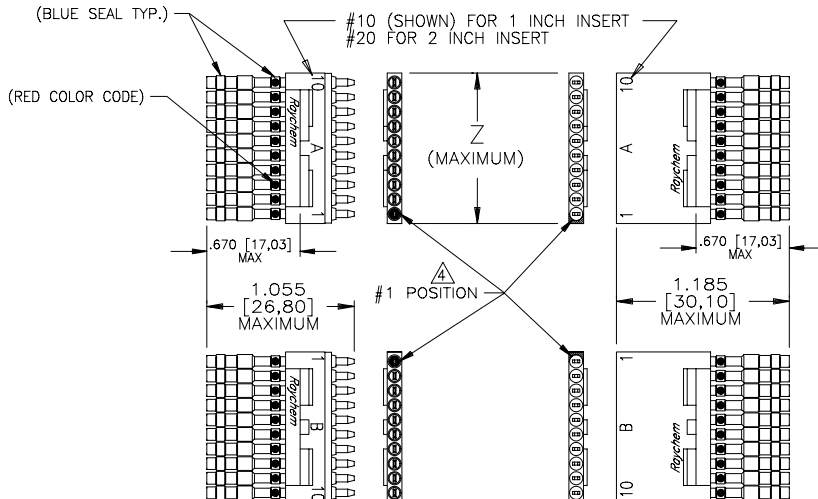 (BLUE SEAL TYP.)
#10 (SHOWN) FOR 1 INCH INSERT
#20 FOR 2 INCH INSERT
(RED COLOR CODE)
10
Raychem
A
1
Z
(MAXIMUM)
10
A
Raychem
1
.670 [17,03]
MAX
.670 [17,03]
MAX
1.055
[26,80]
MAXIMUM
4
#1 POSITION
1.185
[30,10]
MAXIMUM
1
Raychem
B
10
1
B
Raychem
10